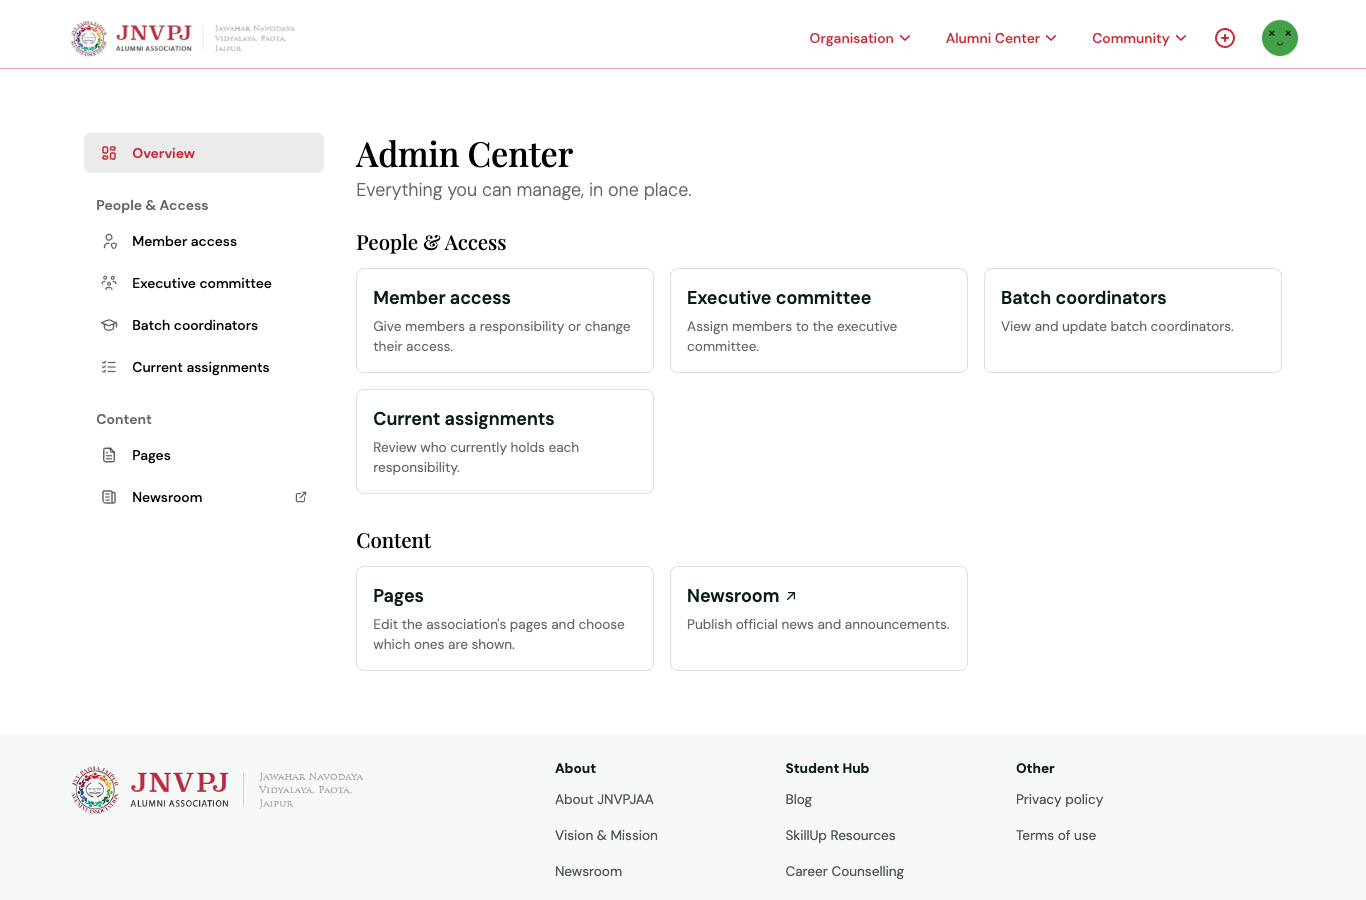 JNVPJ
ALUMNI ASSOCIATION
Jawahar Navodaya
Vidyalaya, Paota,
Jaipur
Organisation
Alumni Center
Community
Overview
People & Access
Member access
Executive committee
Batch coordinators
Current assignments
Content
Pages
Newsroom
Admin Center
Everything you can manage, in one place.
People & Access
Member access
Give members a responsibility or change
their access.
Executive committee
Assign members to the executive
committee.
Batch coordinators
View and update batch coordinators.
Current assignments
Review who currently holds each
responsibility.
Content
Pages
Edit the association's pages and choose
which ones are shown.
Newsroom
Publish official news and announcements.
JNVPJ
ALUMNI ASSOCIATION
Jawahar Navodaya
Vidyalaya, Paota,
Jaipur
About
About JNVPJAA
Vision & Mission
Newsroom
Student Hub
Blog
SkillUp Resources
Career Counselling
Other
Privacy policy
Terms of use